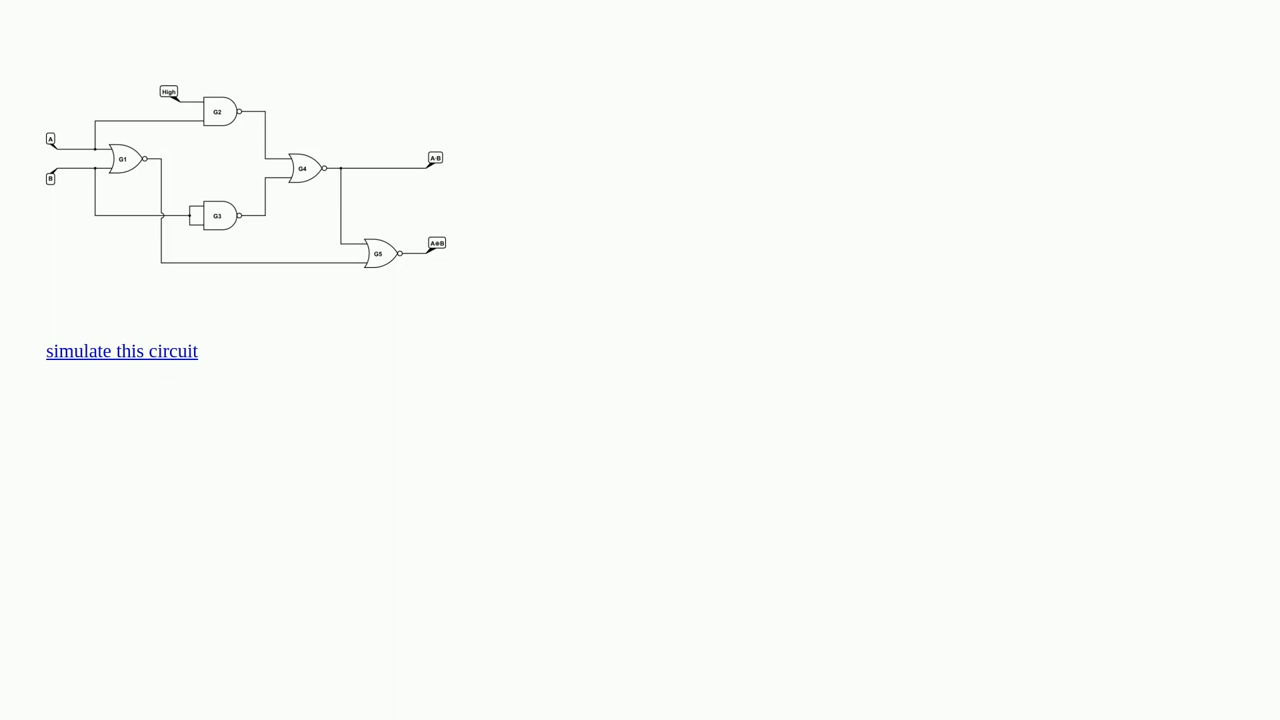 High
G2
A
G1
A·B
G4
B
G3
A⊕B
G5
simulate this circuit